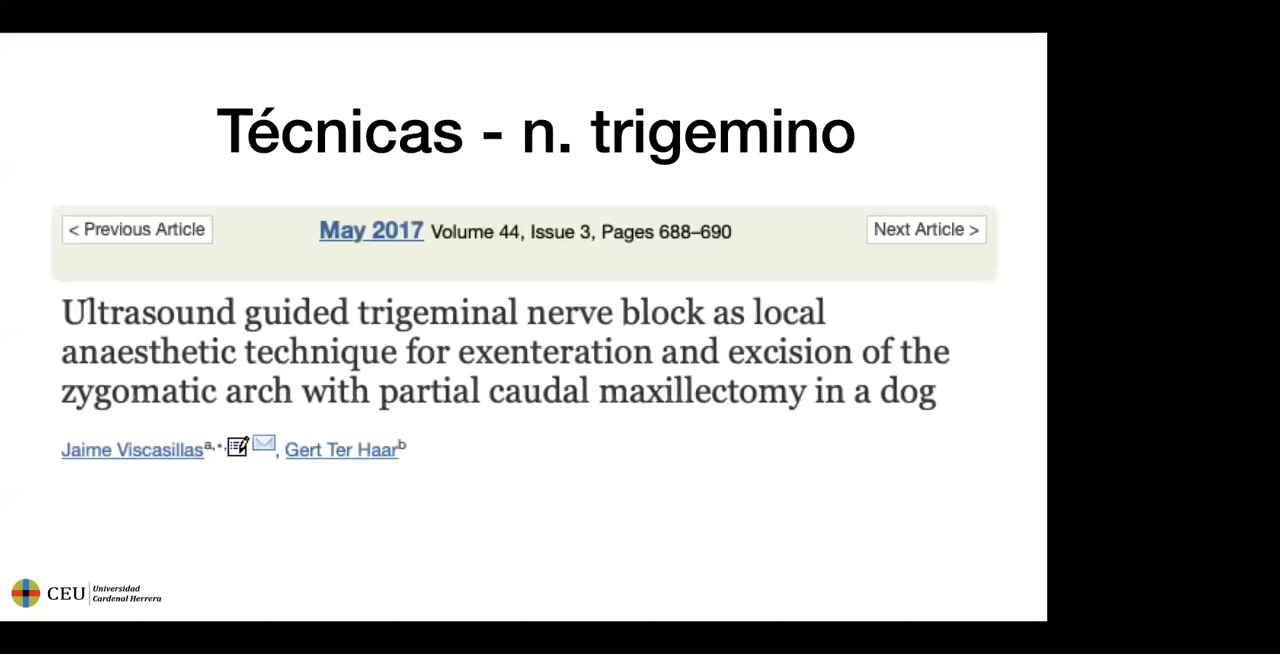 Técnicas - n. trigemino
< Previous Article
May 2017 Volume 44, Issue 3, Pages 688–690
Next Article >
Ultrasound guided trigeminal nerve block as local
anaesthetic technique for exenteration and excision of the
zygomatic arch with partial caudal maxillectomy in a dog
Jaime Viscasillas a,*, , Gert Ter Haar b
CEU Universidad
Cardenal Herrera